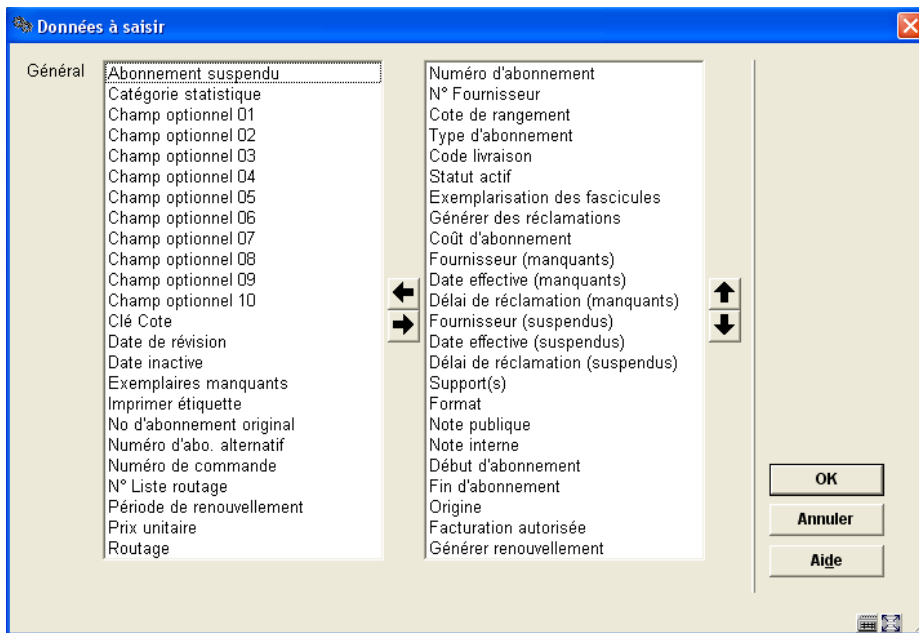 Données à saisir
Général
Abonnement suspendu
Catégorie statistique
Champ optionnel 01
Champ optionnel 02
Champ optionnel 03
Champ optionnel 04
Champ optionnel 05
Champ optionnel 06
Champ optionnel 07
Champ optionnel 08
Champ optionnel 09
Champ optionnel 10
Clé Cote
Date de révision
Date inactive
Exemplaires manquants
Imprimer étiquette
No d'abonnement original
Numéro d'abo. alternatif
Numéro de commande
N° Liste routage
Période de renouvellement
Prix unitaire
Routage
Numéro d'abonnement
N° Fournisseur
Cote de rangement
Type d'abonnement
Code livraison
Statut actif
Exemplarisation des fascicules
Générer des réclamations
Coût d'abonnement
Fournisseur (manquants)
Date effective (manquants)
Délai de réclamation (manquants)
Fournisseur (suspendus)
Date effective (suspendus)
Délai de réclamation (suspendus)
Support(s)
Format
Note publique
Note interne
Début d'abonnement
Fin d'abonnement
Origine
Facturation autorisée
Générer renouvellement
OK
Annuler
Aide